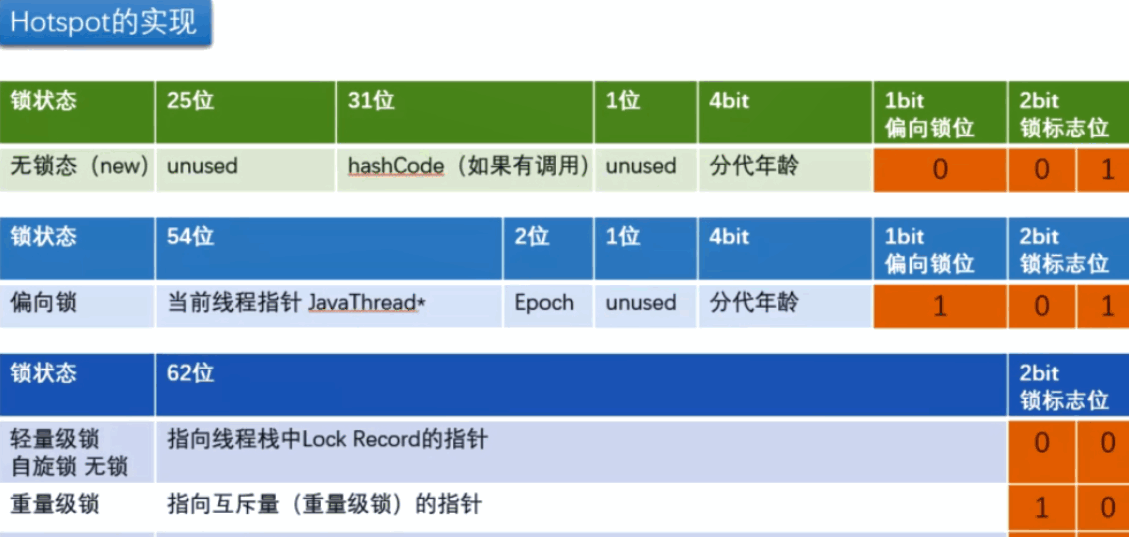 Hotspot的实现
锁状态 25位 31位 1位 4bit 1bit 2bit
偏向锁位 锁标志位
无锁态（new） unused hashCode（如果有调用） unused 分代年龄 0 0 1
锁状态 54位 2位 1位 4bit 1bit 2bit
偏向锁位 锁标志位
偏向锁 当前线程指针 JavaThread* Epoch unused 分代年龄 1 0 1
锁状态 62位 2bit
锁标志位
轻量级锁 指向线程栈中Lock Record的指针 0 0
自旋锁 无锁
重量级锁 指向互斥量（重量级锁）的指针 1 0